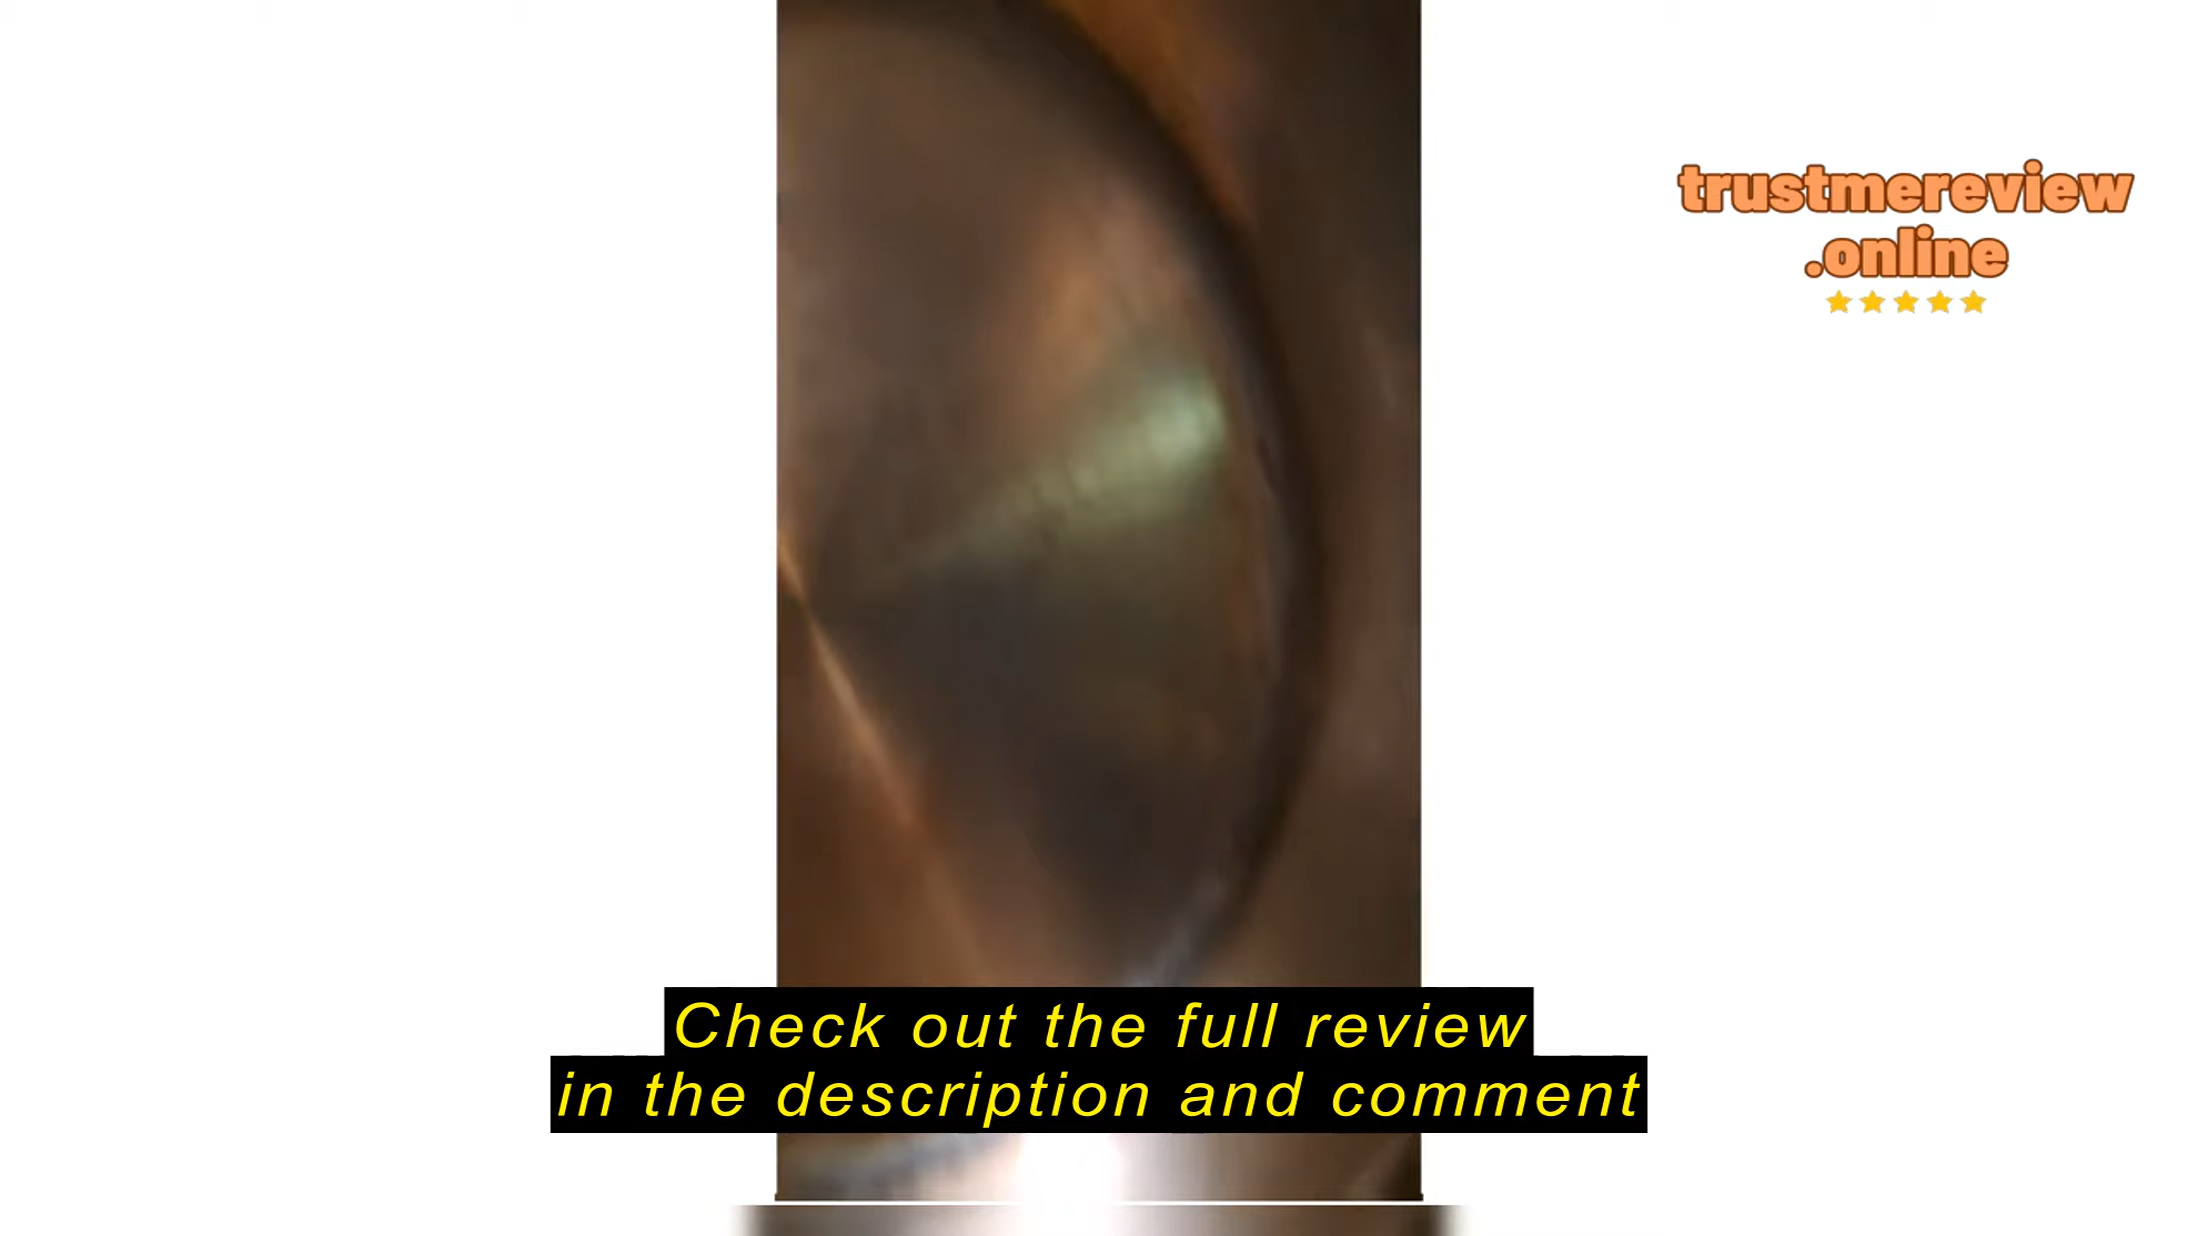 trustmereview
.online
Check out the full review
in the description and comment